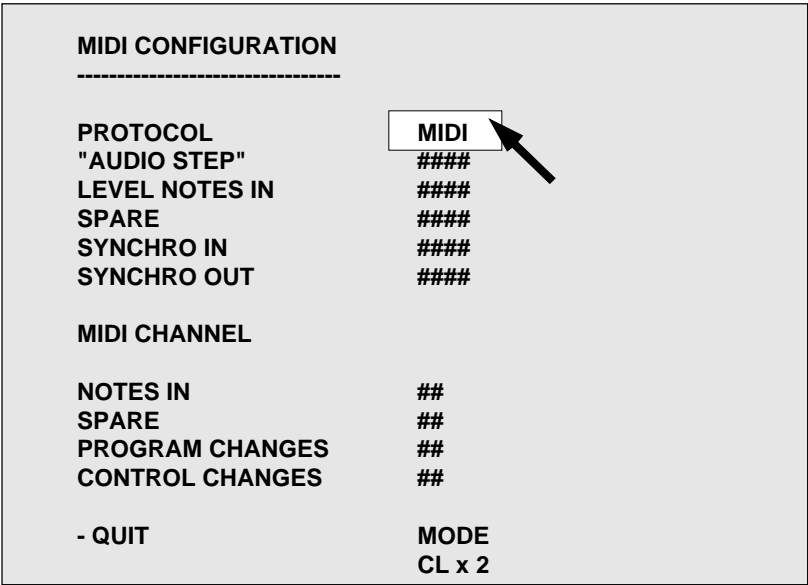 MIDI CONFIGURATION
---------------------------------
PROTOCOL MIDI
"AUDIO STEP" ####
LEVEL NOTES IN ####
SPARE ####
SYNCHRO IN ####
SYNCHRO OUT ####
MIDI CHANNEL
NOTES IN ##
SPARE ##
PROGRAM CHANGES ##
CONTROL CHANGES ##
- QUIT MODE
CL x 2